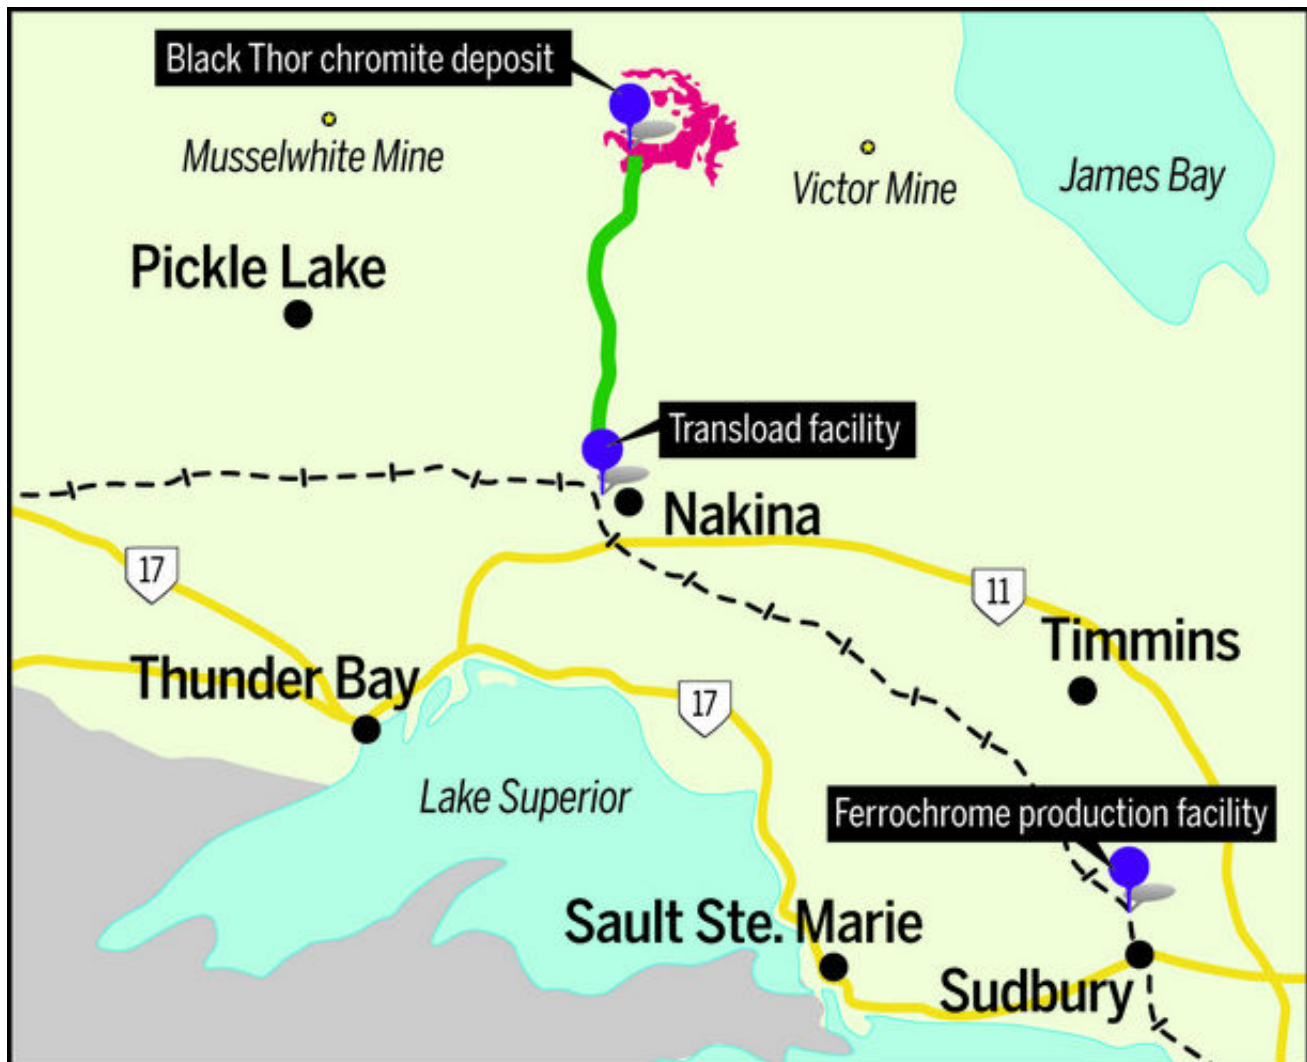 Black Thor chromite deposit
Musselwhite Mine
Victor Mine
James Bay
Pickle Lake
Transload facility
Nakina
17
11
Timmins
Thunder Bay
17
Lake Superior
Ferrochrome production facility
Sault Ste. Marie
Sudbury